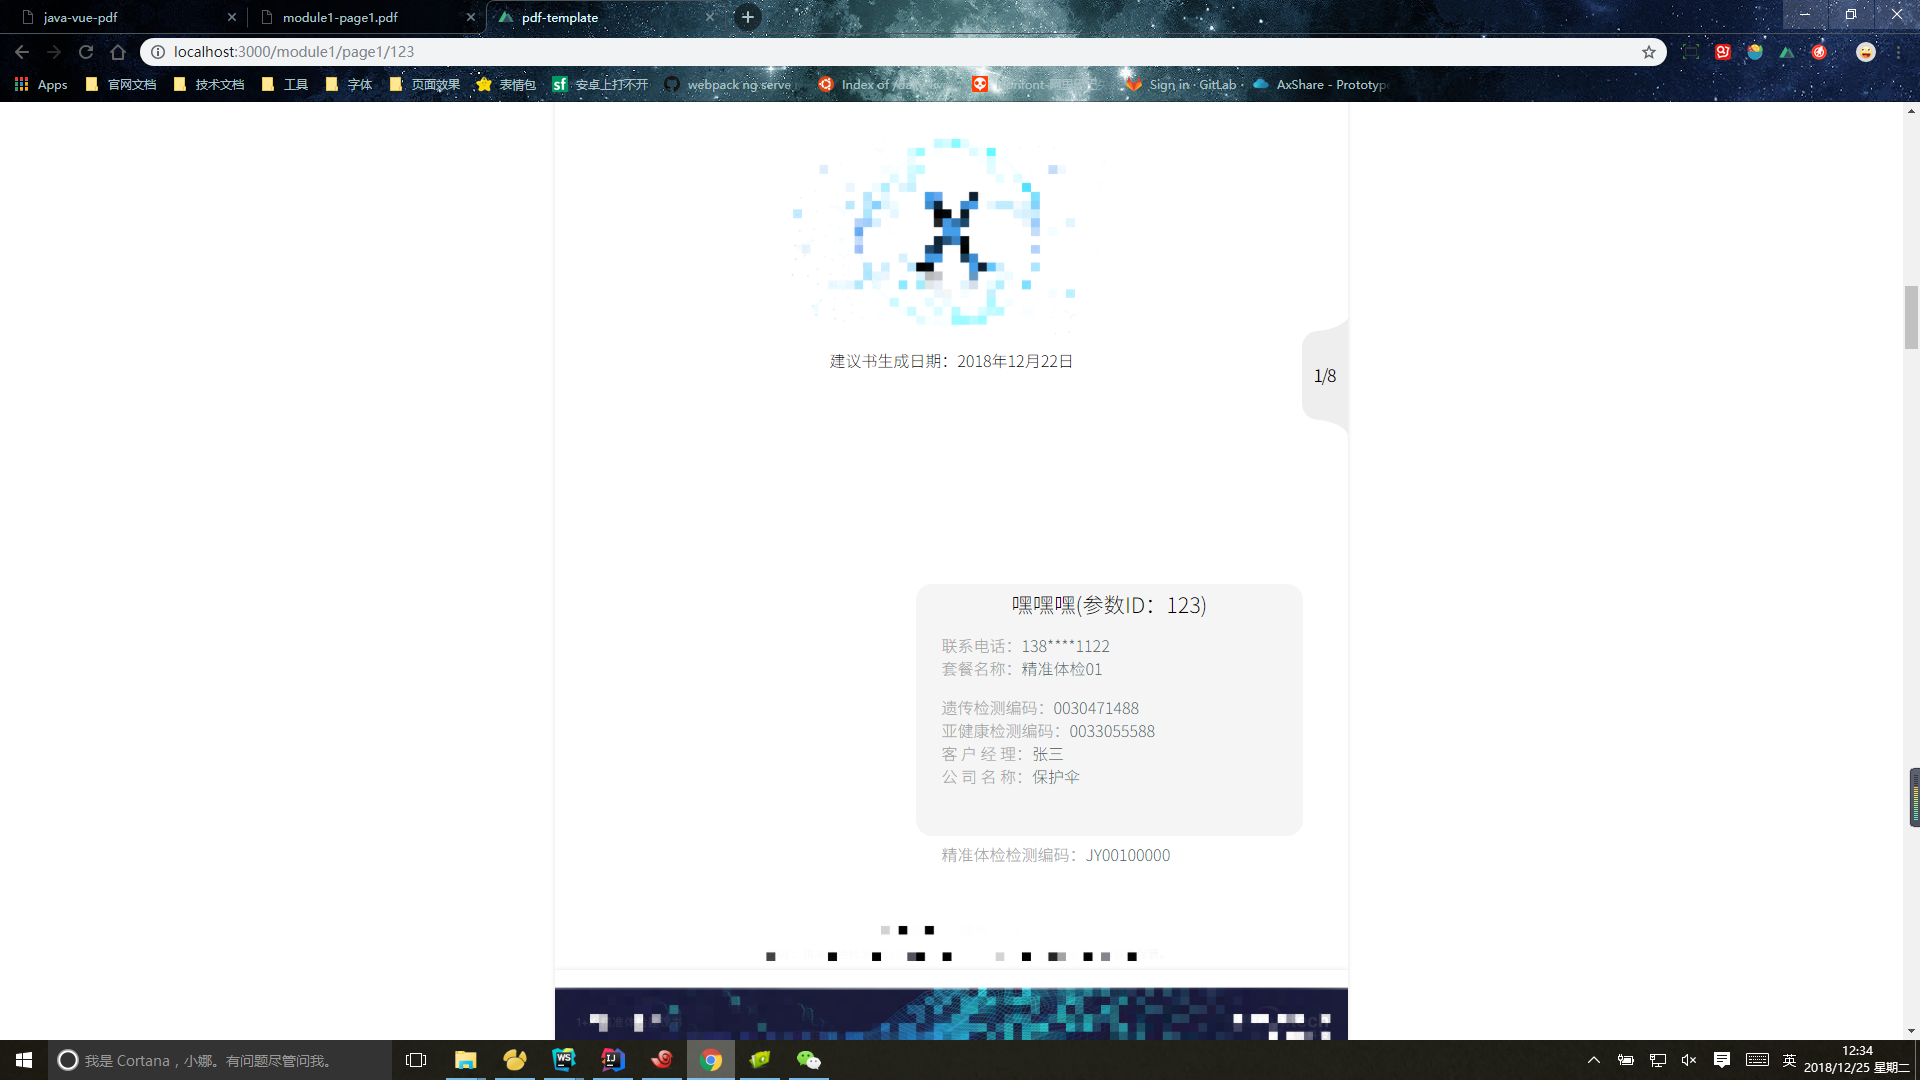 java-vue-pdf
module1-page1.pdf
pdf-template
localhost:3000/module1/page1/123
Apps
官网文档
技术文档
工具
字体
页面效果
表情包
安卓上打不开
webpack ng serve
Index of
Sign in · GitLab ·
AxShare - Prototyp
建议书生成日期：2018年12月22日
1/8
嘿嘿嘿(参数ID：123)
联系电话：138****1122
套餐名称：精准体检01
遗传检测编码：0030471488
亚健康检测编码：0033055588
客 户 经 理：张三
公 司 名 称：保护伞
精准体检检测编码：JY00100000
我是 Cortana，小娜。有问题尽管问我。
英
12:34
2018/12/25 星期二